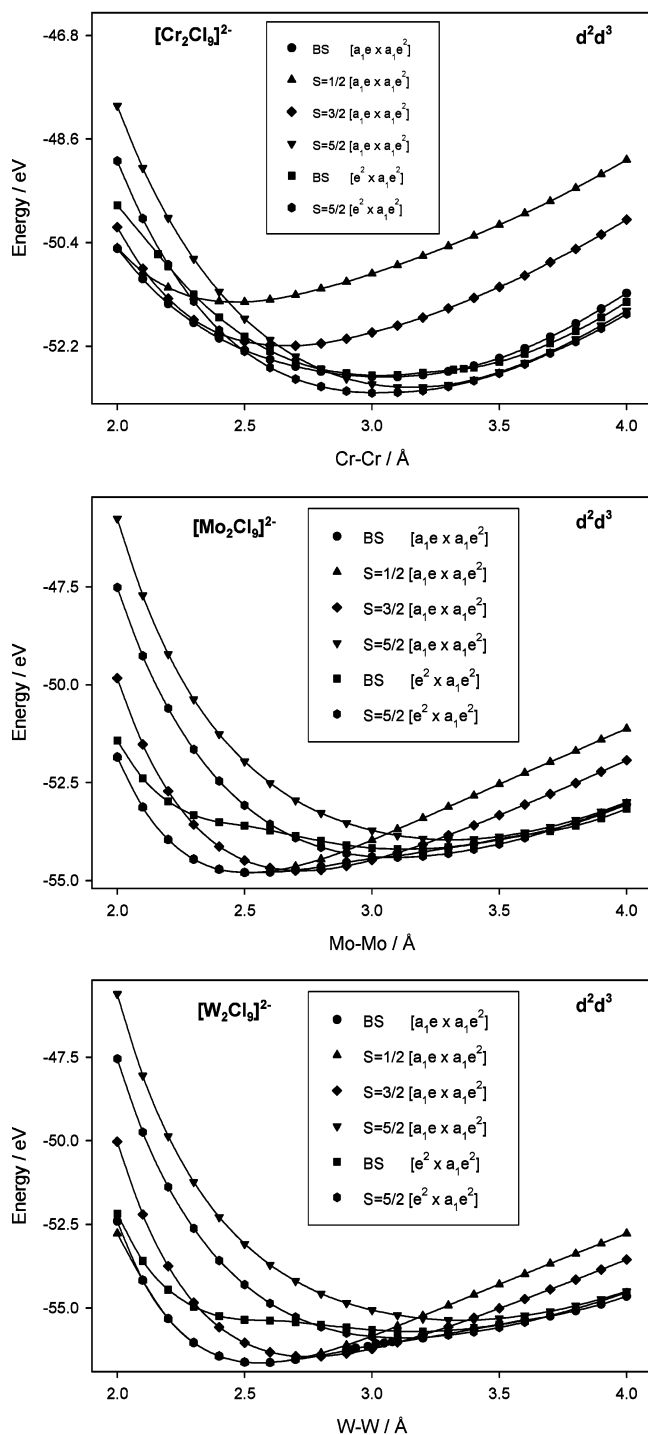 [Cr₂Cl₉]²⁻
d²d³
BS [a₁e x a₁e²]
S=1/2 [a₁e x a₁e²]
S=3/2 [a₁e x a₁e²]
S=5/2 [a₁e x a₁e²]
BS [e² x a₁e²]
S=5/2 [e² x a₁e²]
Energy / eV
-46.8
-48.6
-50.4
-52.2
2.0 2.5 3.0 3.5 4.0
Cr-Cr / Å
[Mo₂Cl₉]²⁻
d²d³
BS [a₁e x a₁e²]
S=1/2 [a₁e x a₁e²]
S=3/2 [a₁e x a₁e²]
S=5/2 [a₁e x a₁e²]
BS [e² x a₁e²]
S=5/2 [e² x a₁e²]
Energy / eV
-47.5
-50.0
-52.5
-55.0
2.0 2.5 3.0 3.5 4.0
Mo-Mo / Å
[W₂Cl₉]²⁻
d²d³
BS [a₁e x a₁e²]
S=1/2 [a₁e x a₁e²]
S=3/2 [a₁e x a₁e²]
S=5/2 [a₁e x a₁e²]
BS [e² x a₁e²]
S=5/2 [e² x a₁e²]
Energy / eV
-47.5
-50.0
-52.5
-55.0
2.0 2.5 3.0 3.5 4.0
W-W / Å